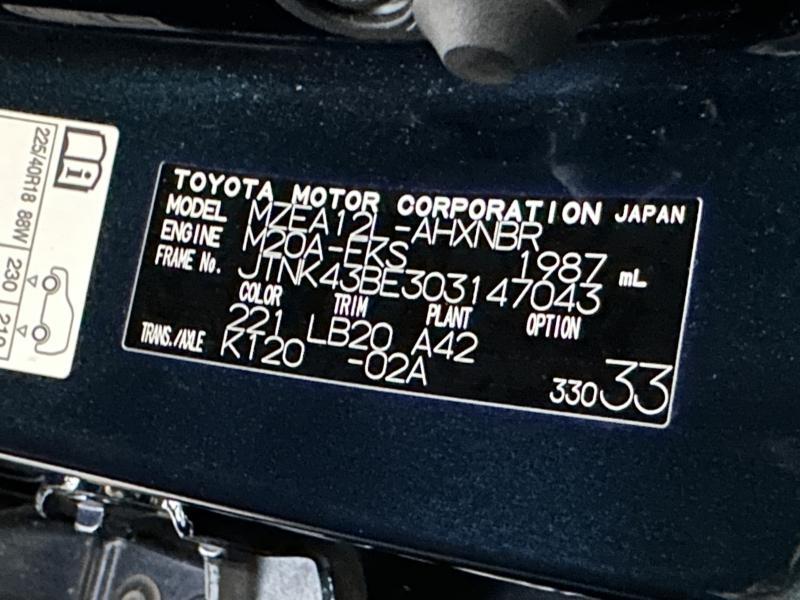 TOYOTA MOTOR CORPORATION JAPAN
MODEL MZEA12L-AHXNBR
ENGINE M20A-FKS 1987 mL
FRAME No. JTNK43BE303147043
COLOR TRIM PLANT OPTION
221 LB20 A42
TRANS./AXLE K120 -02A
33033
225/40R18 88W 230 210